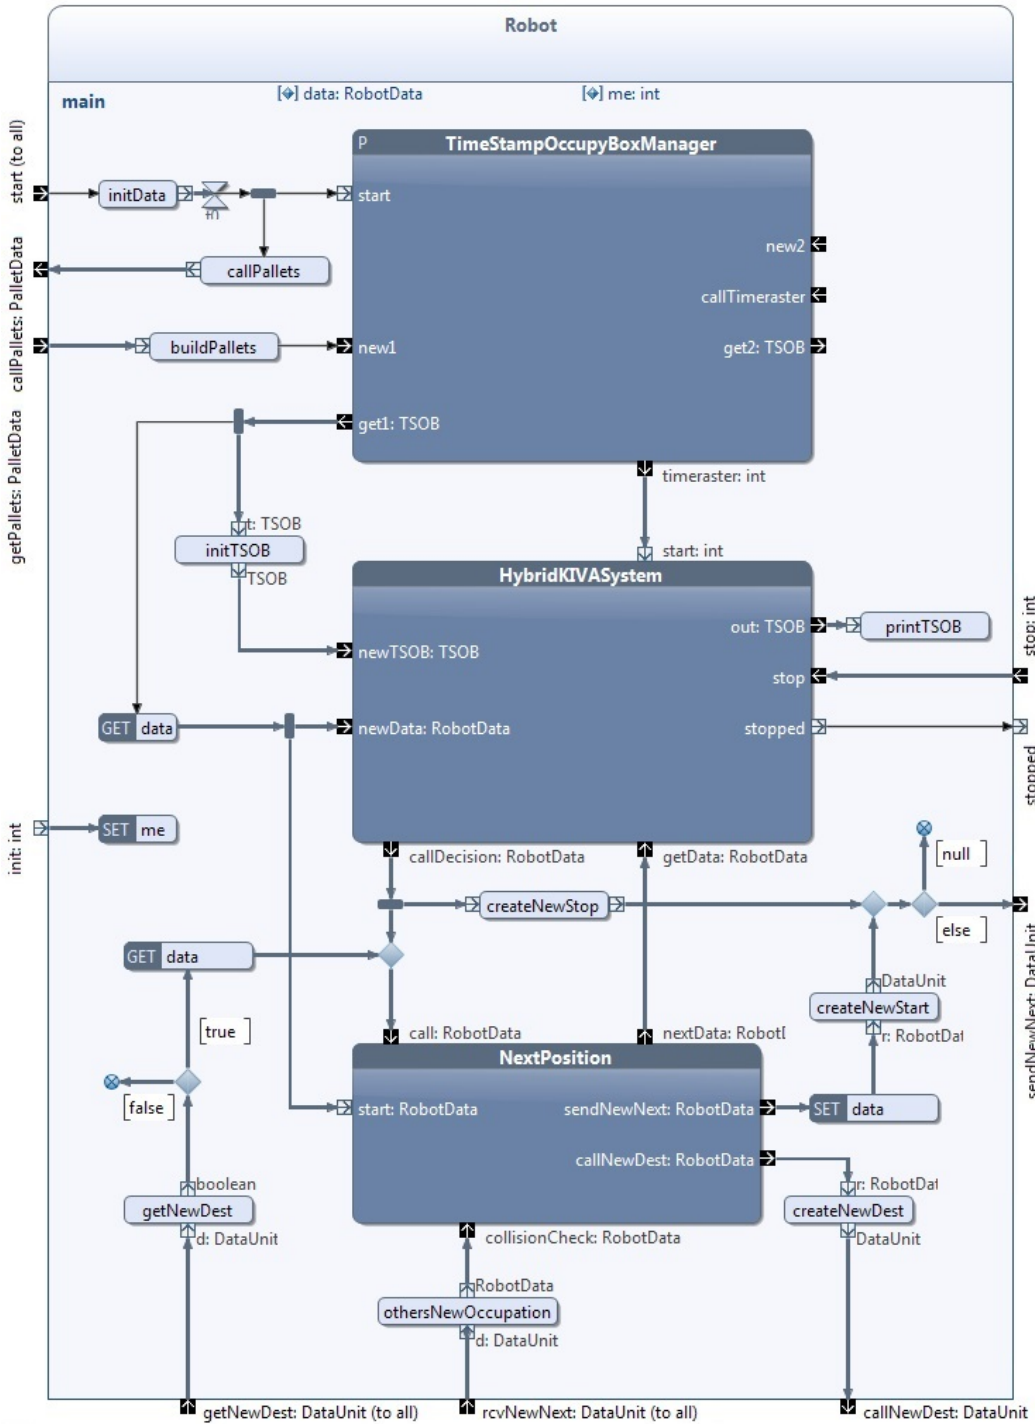 Robot
main
data: RobotData
me: int
start (to all)
callPallets: PalletData
getPallets: PalletData
init: int
initData
callPallets
buildPallets
P
TimeStampOccupyBoxManager
start
new2
callTimeraster
new1
get2: TSOB
get1: TSOB
timeraster: int
t: TSOB
initTSOB
TSOB
start: int
HybridKIVASystem
out: TSOB
printTSOB
newTSOB: TSOB
stop
stop: int
GET data
newData: RobotData
stopped
stopped
SET me
callDecision: RobotData
getData: RobotData
[null ]
createNewStop
[else ]
sendNewNext: DataUnit
GET data
DataUnit
createNewStart
r: RobotDat
[true ]
call: RobotData
nextData: Robot
NextPosition
[false ]
start: RobotData
sendNewNext: RobotData
SET data
callNewDest: RobotData
boolean
getNewDest
d: DataUnit
r: RobotDat
createNewDest
DataUnit
collisionCheck: RobotData
RobotData
othersNewOccupation
d: DataUnit
getNewDest: DataUnit (to all)
rcvNewNext: DataUnit (to all)
callNewDest: DataUnit